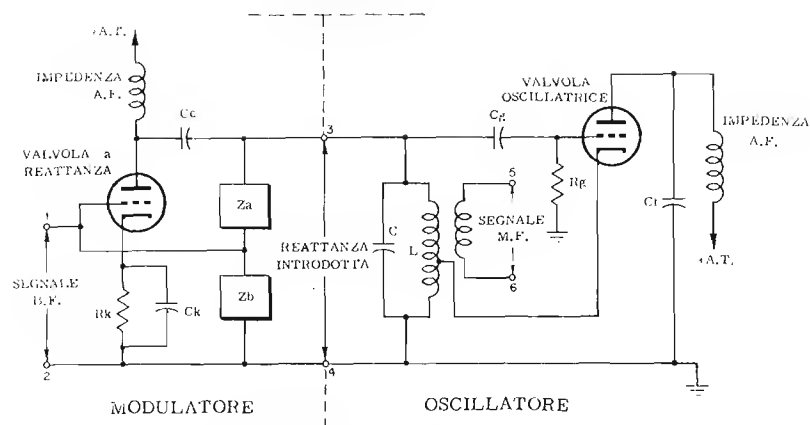 +A.T.
IMPEDENZA
A.F.
Cc
VALVOLA a
REATTANZA
1
SEGNALE
B.F.
2
Rk
Ck
Za
Zb
3
REATTANZA
INTRODOTTA
4
C
L
5
SEGNALE
M.F.
6
Cg
Rg
VALVOLA
OSCILLATRICE
Ct
IMPEDENZA
A.F.
+A.T.
MODULATORE
OSCILLATORE